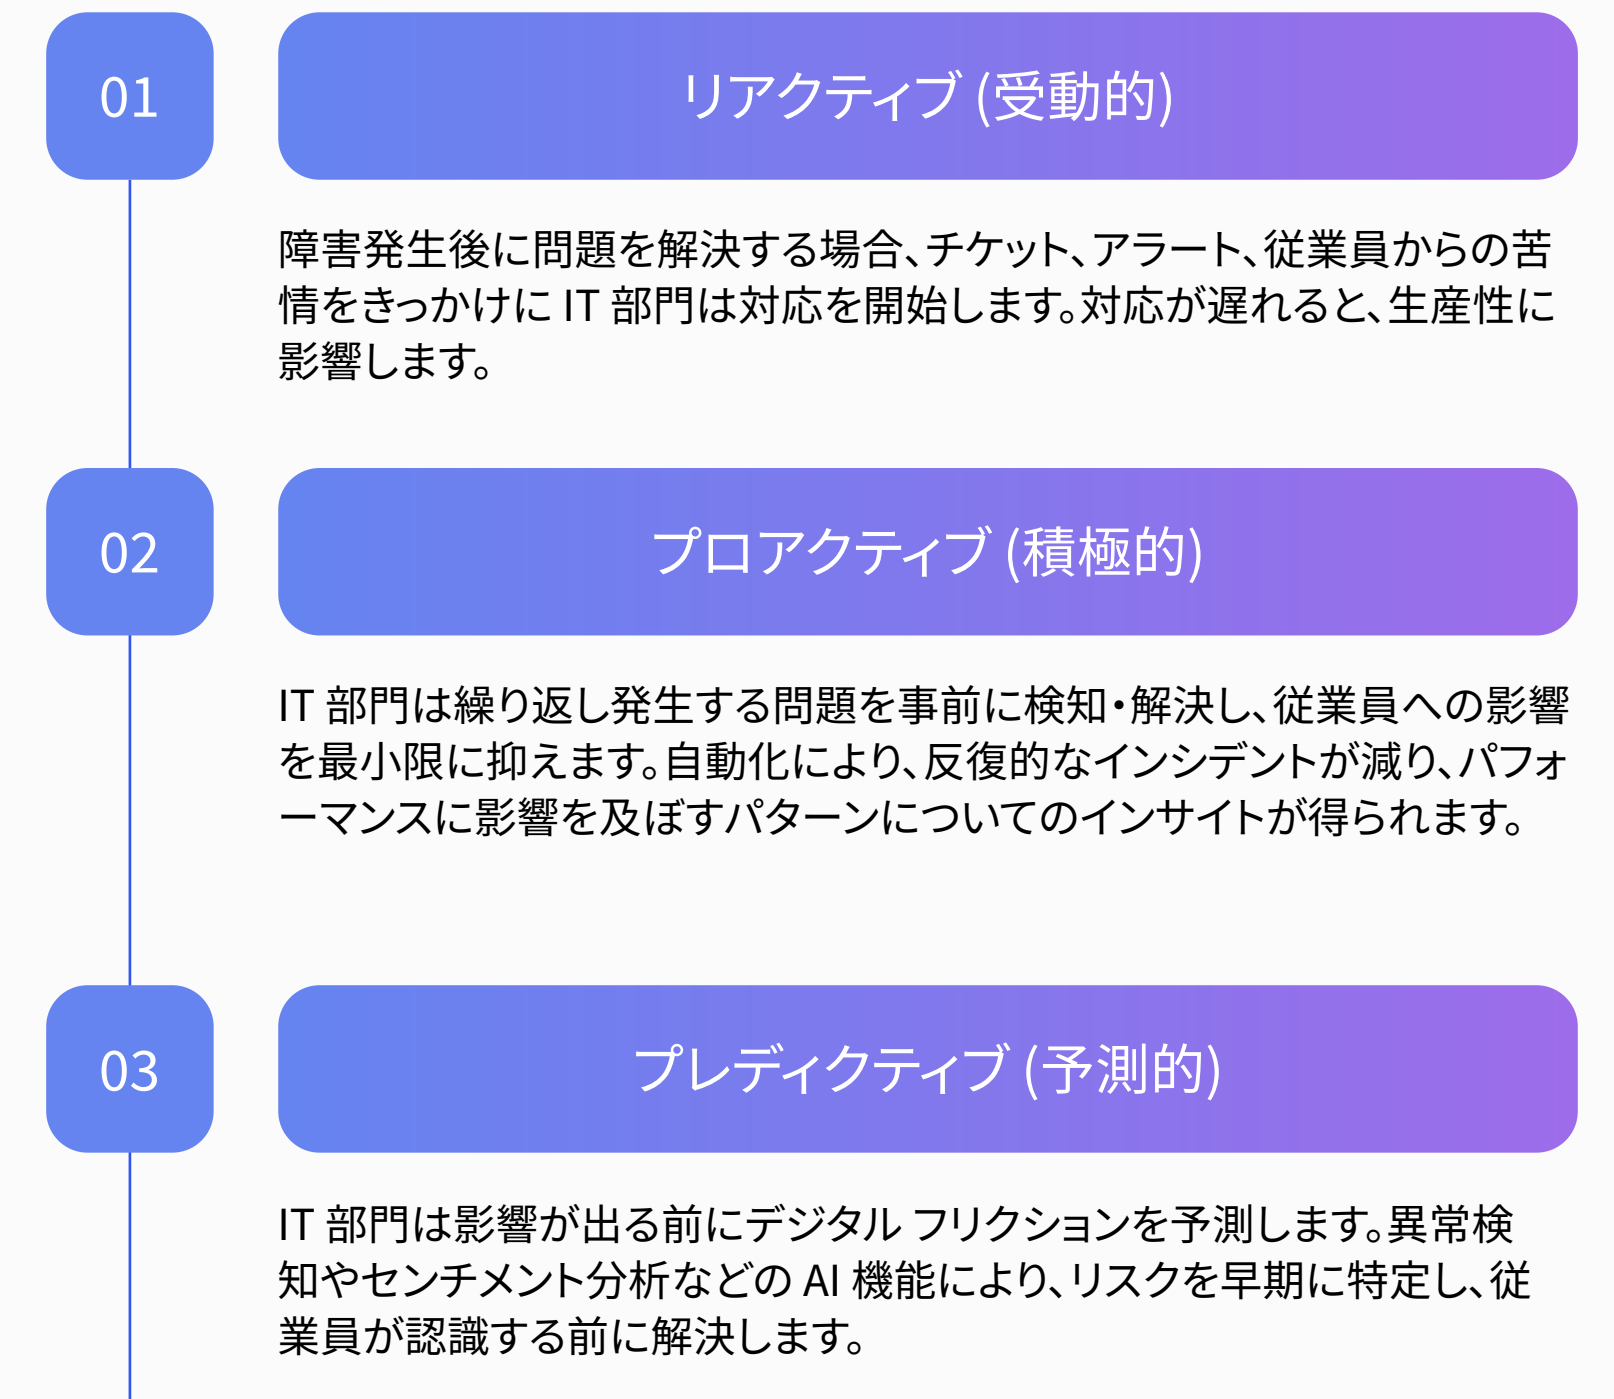 01
リアクティブ (受動的)
障害発生後に問題を解決する場合、チケット、アラート、従業員からの苦
情をきっかけに IT 部門は対応を開始します。対応が遅れると、生産性に
影響します。
02
プロアクティブ (積極的)
IT 部門は繰り返し発生する問題を事前に検知・解決し、従業員への影響
を最小限に抑えます。自動化により、反復的なインシデントが減り、パフォ
ーマンスに影響を及ぼすパターンについてのインサイトが得られます。
03
プレディクティブ (予測的)
IT 部門は影響が出る前にデジタル フリクションを予測します。異常検
知やセンチメント分析などの AI 機能により、リスクを早期に特定し、従
業員が認識する前に解決します。